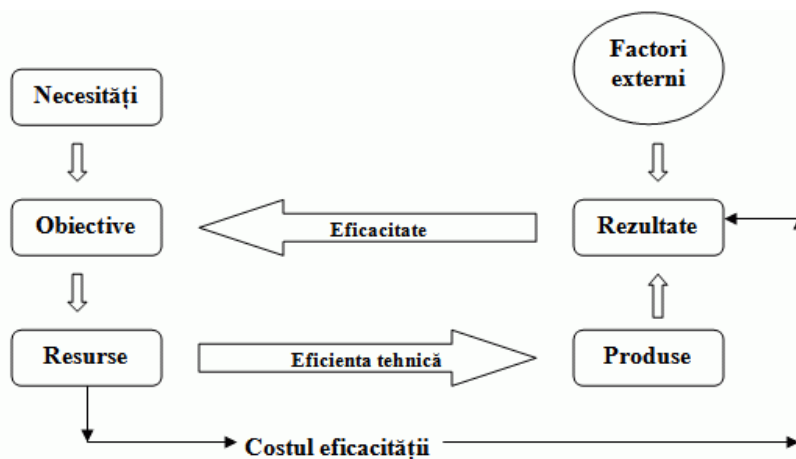 Factori
externi
Necesități
Obiective
Eficacitate
Rezultate
Resurse
Eficienta tehnică
Produse
Costul eficacității